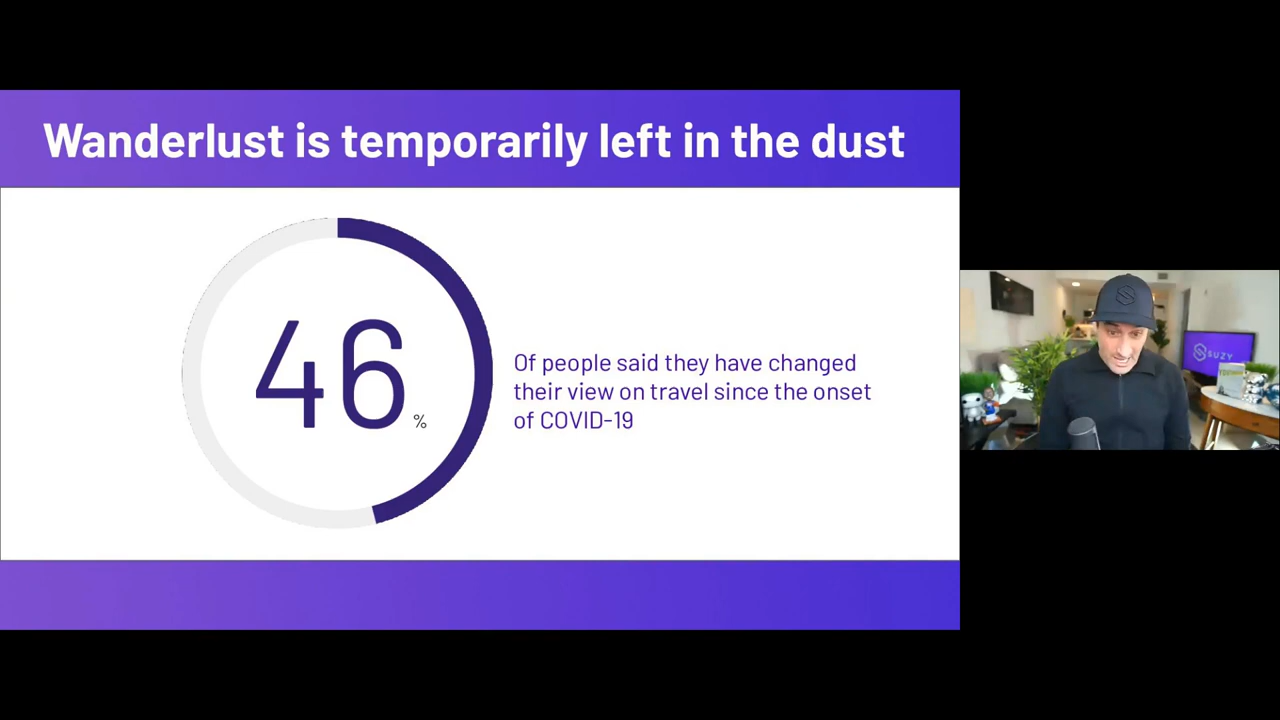 Wanderlust is temporarily left in the dust
46
%
Of people said they have changed
their view on travel since the onset
of COVID-19
SUZY